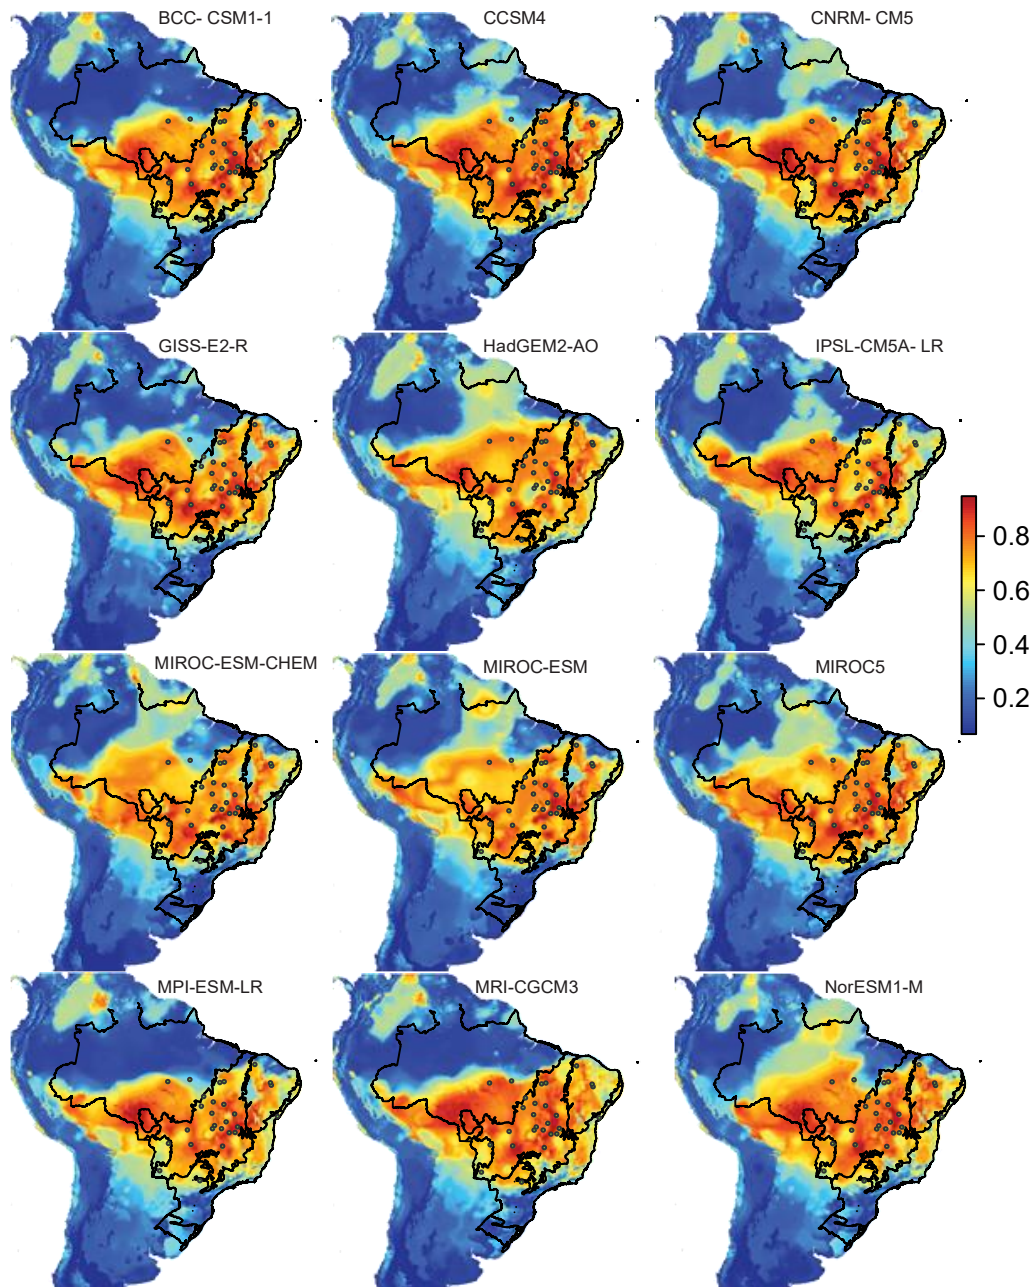 BCC- CSM1-1
CCSM4
CNRM- CM5
GISS-E2-R
HadGEM2-AO
IPSL-CM5A- LR
0.8
0.6
0.4
0.2
MIROC-ESM-CHEM
MIROC-ESM
MIROC5
MPI-ESM-LR
MRI-CGCM3
NorESM1-M